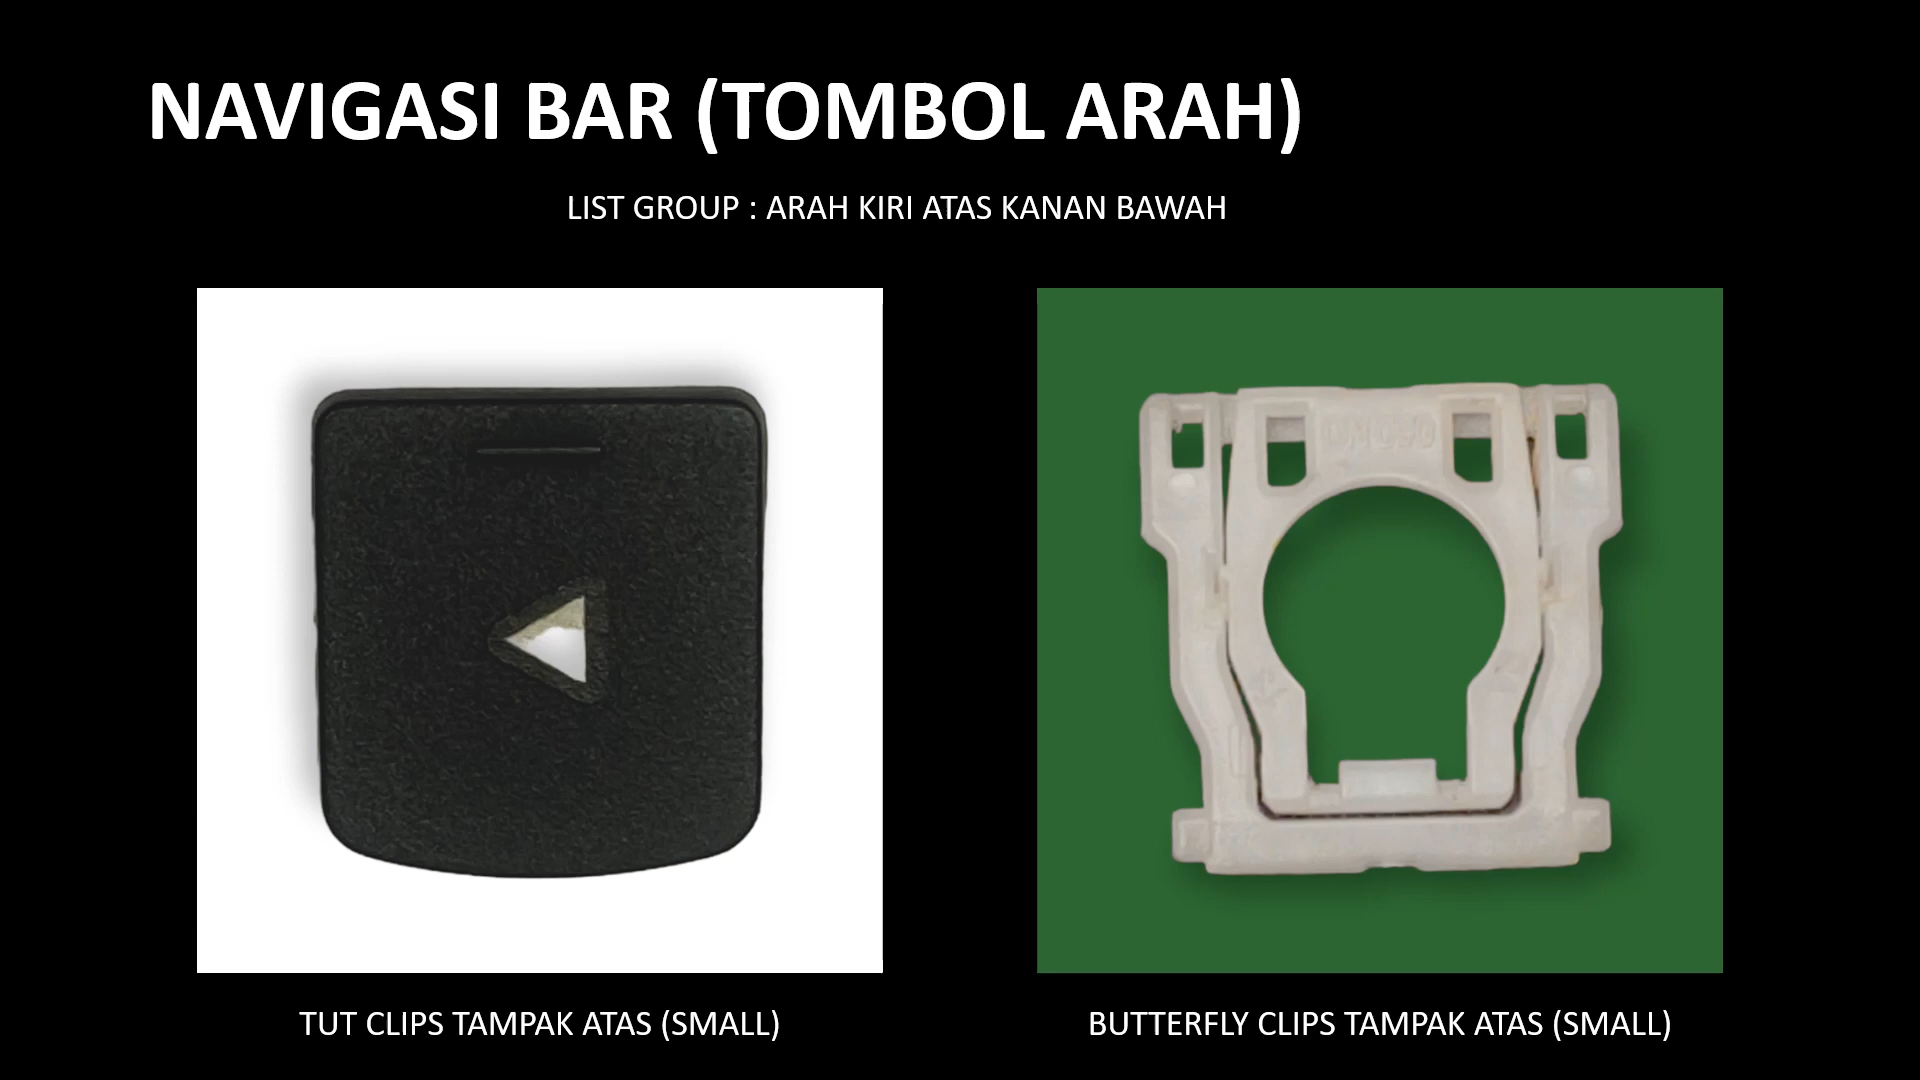 NAVIGASI BAR (TOMBOL ARAH)
LIST GROUP : ARAH KIRI ATAS KANAN BAWAH
TUT CLIPS TAMPAK ATAS (SMALL)
BUTTERFLY CLIPS TAMPAK ATAS (SMALL)